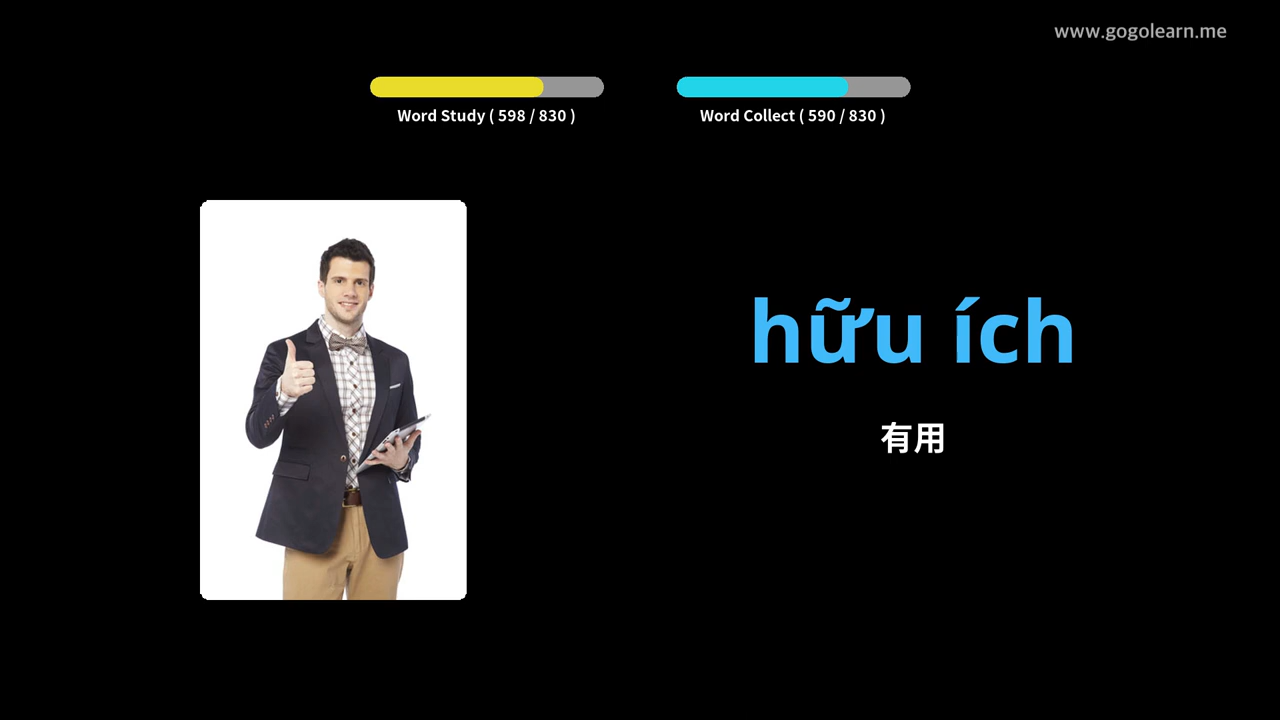 www.gogolearn.me
Word Study ( 598 / 830 )
Word Collect ( 590 / 830 )
hữu ích
有用